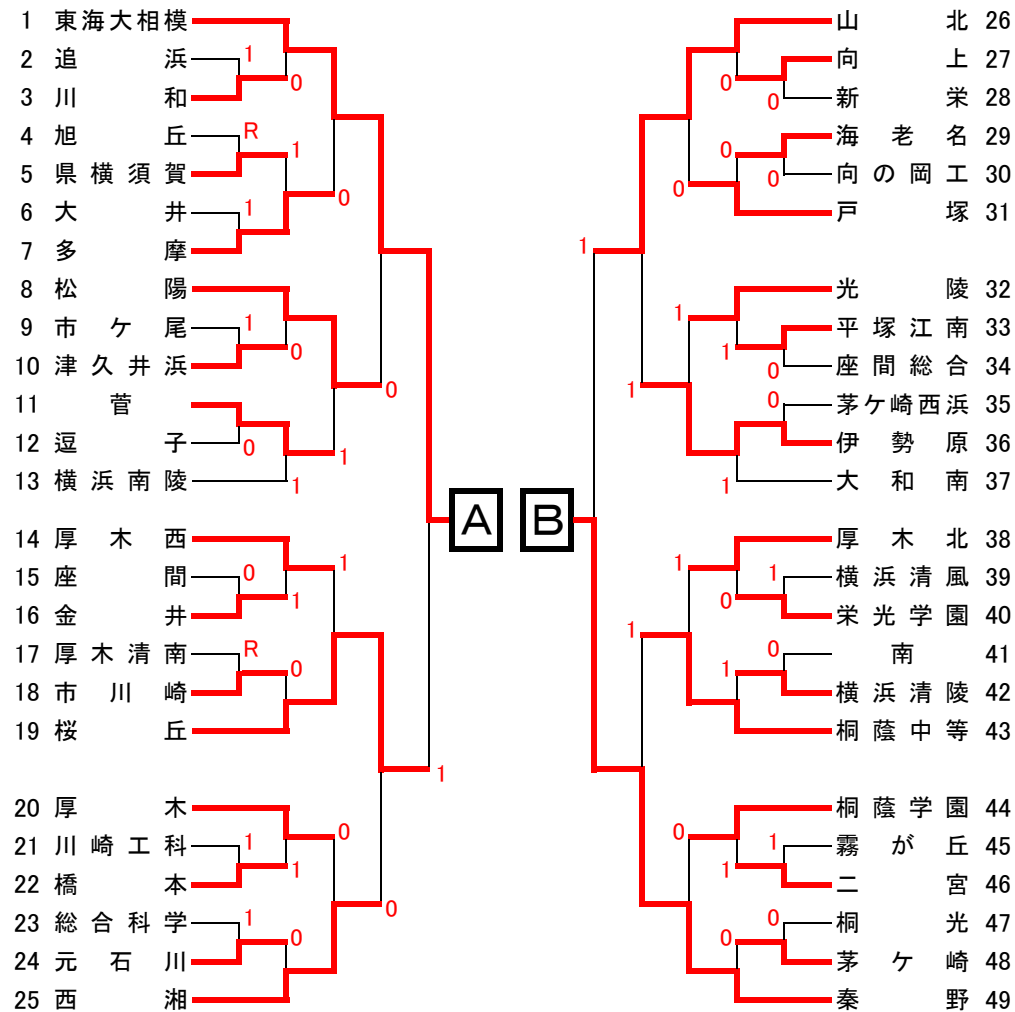 1 東海大相模
2 追浜
3 川和
4 旭丘
5 県横須賀
6 大井
7 多摩
8 松陽
9 市ケ尾
10 津久井浜
11 菅
12 逗子
13 横浜南陵
14 厚木西
15 座間
16 金井
17 厚木清南
18 市川崎
19 桜丘
20 厚木
21 川崎工科
22 橋本
23 総合科学
24 元石川
25 西湘
1
0
R
1
1
0
1
0
0
0
1
1
0
1
1
R
0
1
1
1
0
1
0
0
A
B
山北 26
向上 27
新栄 28
海老名 29
向の岡工 30
戸塚 31
光陵 32
平塚江南 33
座間総合 34
茅ケ崎西浜 35
伊勢原 36
大和南 37
厚木北 38
横浜清風 39
栄光学園 40
南 41
横浜清陵 42
桐蔭中等 43
桐蔭学園 44
霧が丘 45
二宮 46
桐光 47
茅ケ崎 48
秦野 49
0
0
0
0
0
1
1
1
0
1
0
1
1
1
0
1
0
1
0
1
1
0
0